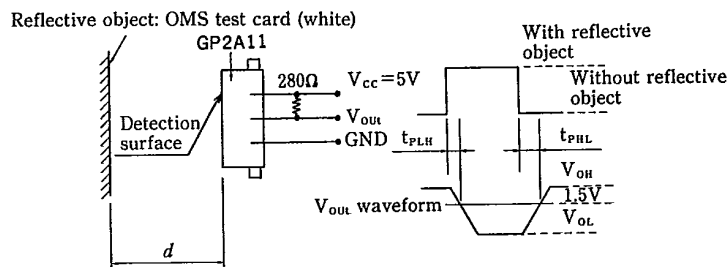 Reflective object: OMS test card (white)
GP2A11
280Ω
Vcc=5V
VOUt
GND
Detection
surface
d
With reflective
object
Without reflective
object
tPLH
tPHL
VOH
1.5V
VOUt waveform
VOL